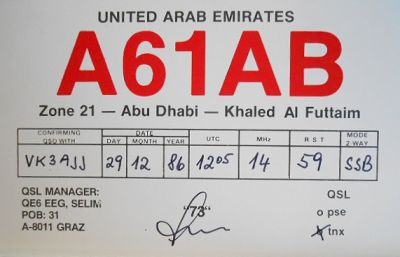 UNITED ARAB EMIRATES
A61AB
Zone 21 — Abu Dhabi — Khaled Al Futtaim
CONFIRMING QSO WITH DATE DAY MONTH YEAR UTC MHz R S T MODE 2 WAY
VK3AJJ 29 12 86 1205 14 59 SSB
QSL MANAGER:
QE6 EEG, SELIM
POB: 31
A-8011 GRAZ
"73"
QSL
o pse
o tnx